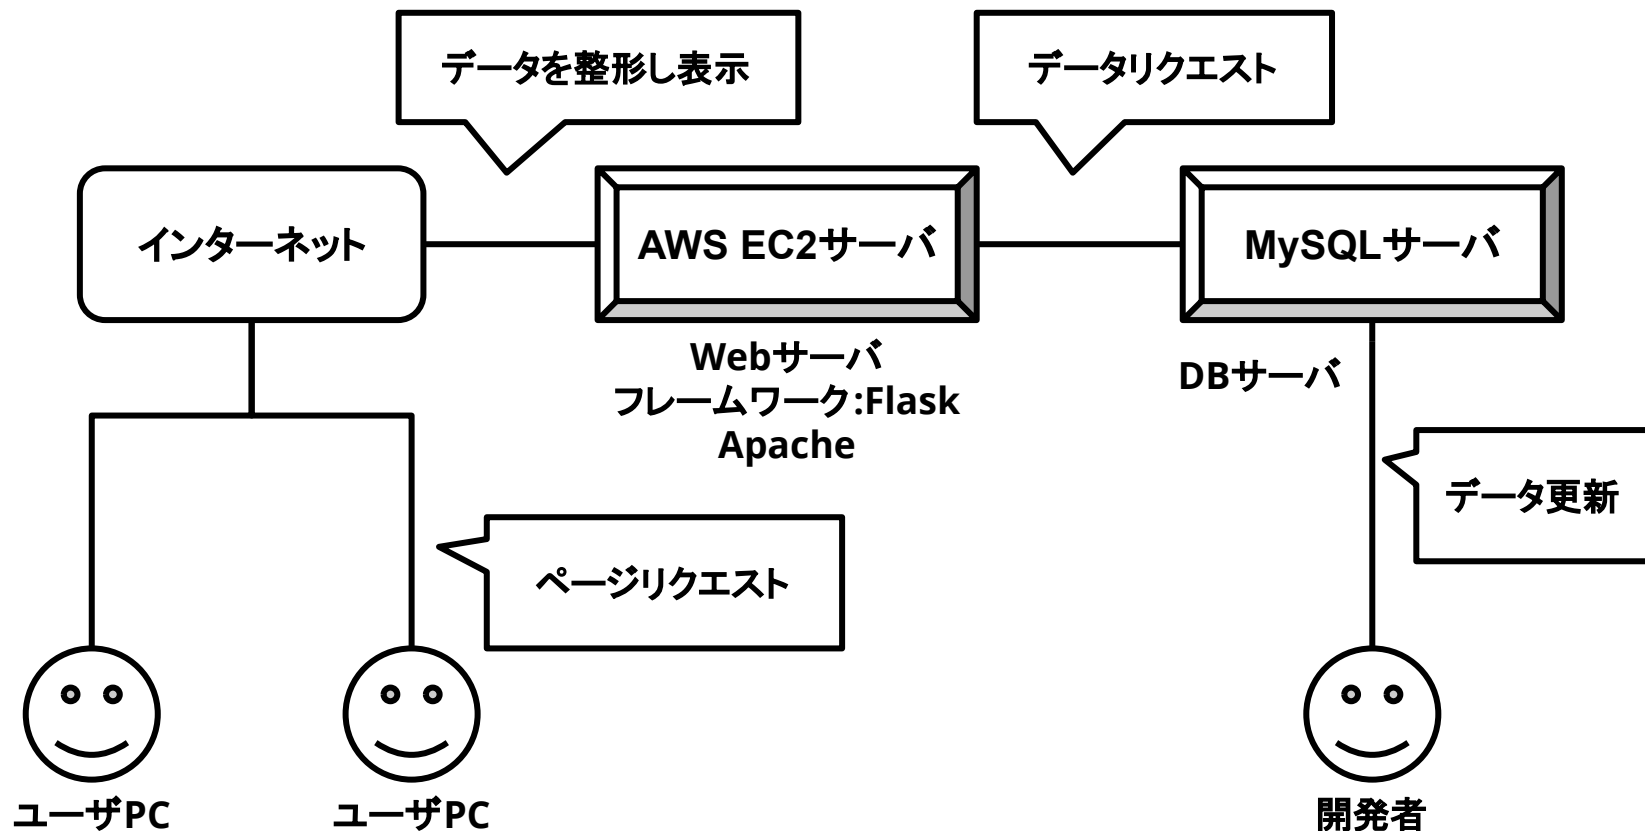 データを整形し表示
データリクエスト
インターネット
AWS EC2サーバ
MySQLサーバ
Webサーバ
フレームワーク:Flask
Apache
DBサーバ
データ更新
ページリクエスト
ユーザPC
ユーザPC
開発者